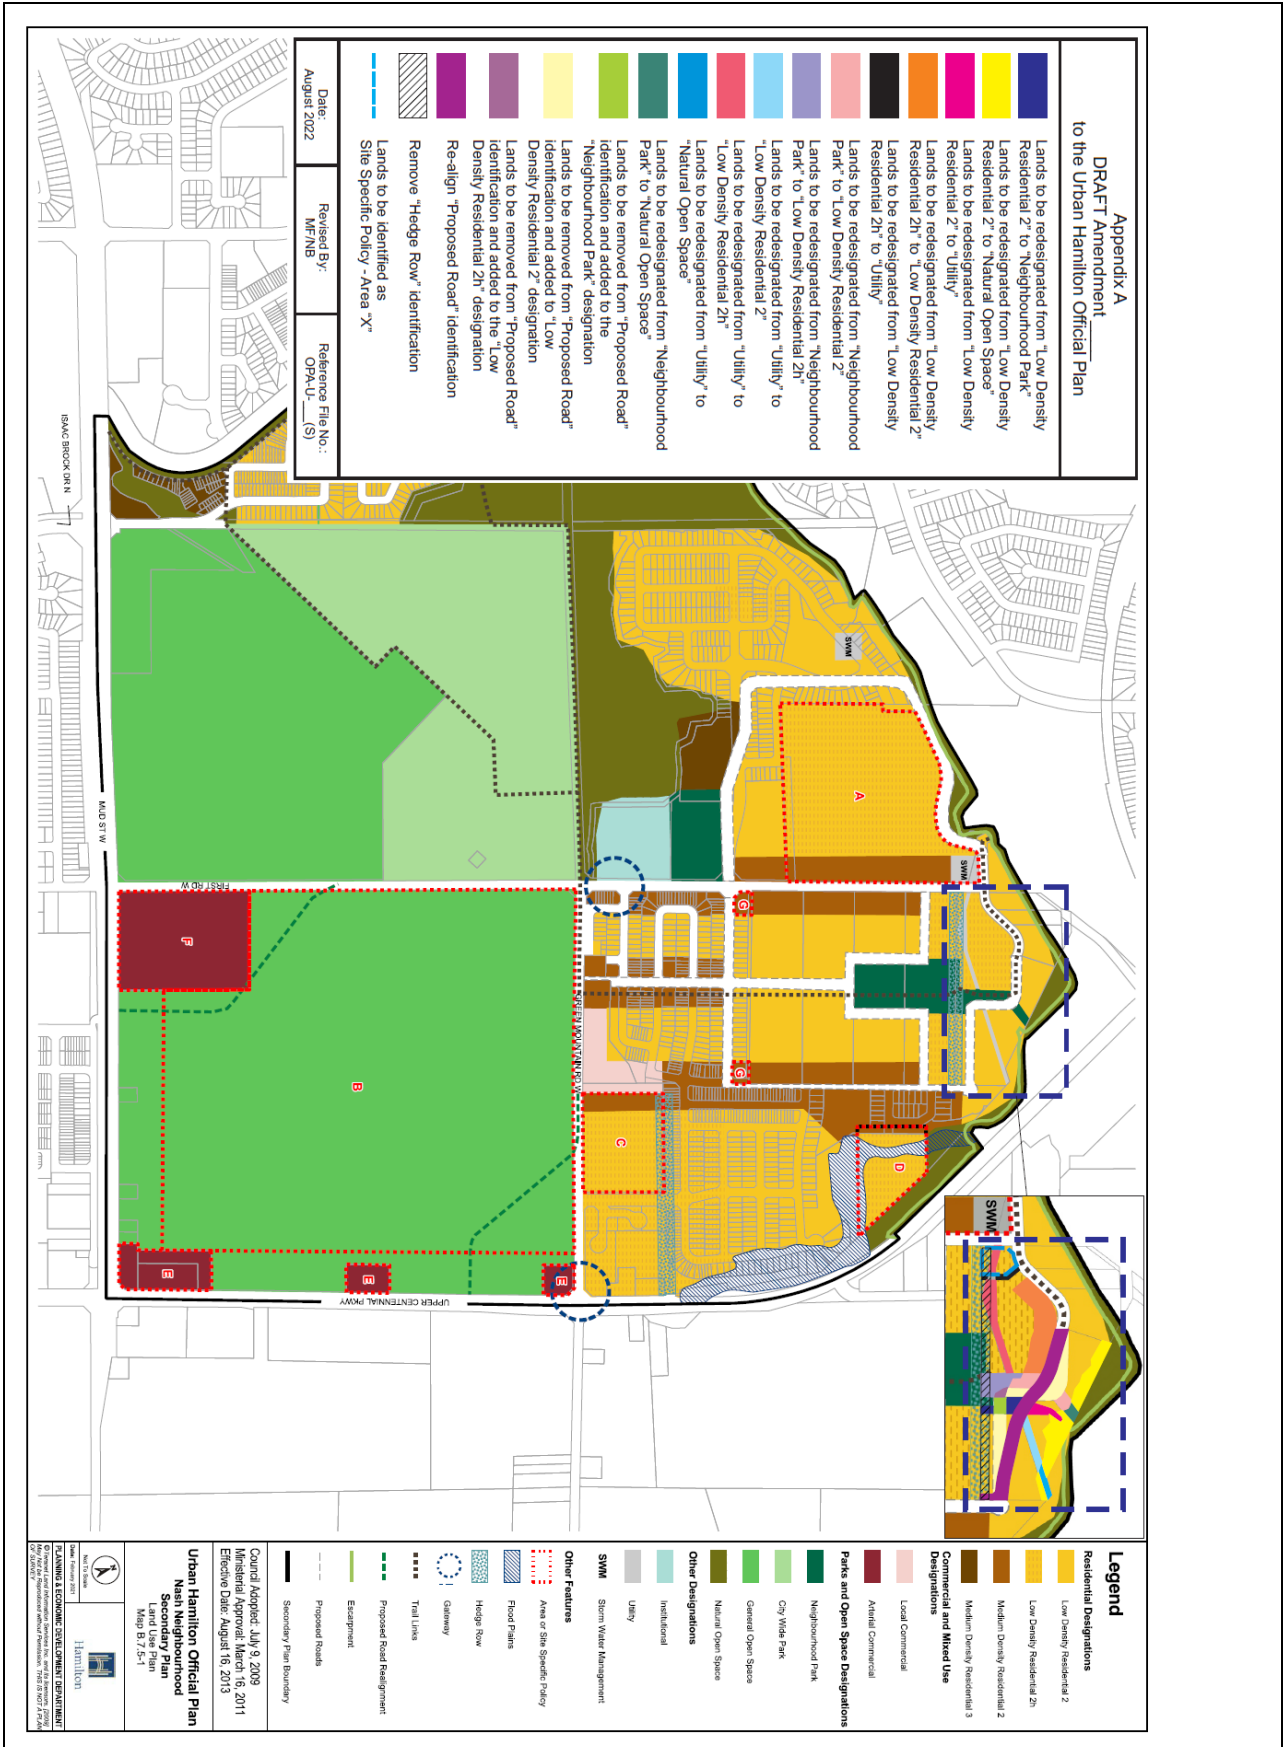 Appendix A
DRAFT Amendment
to the Urban Hamilton Official Plan
Lands to be redesignated from "Low Density
Residential 2" to "Neighbourhood Park"
Lands to be redesignated from "Low Density
Residential 2" to "Natural Open Space"
Lands to be redesignated from "Low Density
Residential 2" to "Utility"
Lands to be redesignated from "Low Density
Residential 2h" to "Low Density Residential 2"
Lands to be redesignated from "Low Density
Residential 2h" to "Utility"
Lands to be redesignated from "Neighbourhood
Park" to "Low Density Residential 2"
Lands to be redesignated from "Neighbourhood
Park" to "Low Density Residential 2h"
Lands to be redesignated from "Utility" to
"Low Density Residential 2"
Lands to be redesignated from "Utility" to
"Low Density Residential 2h"
Lands to be redesignated from "Utility" to
"Natural Open Space"
Lands to be redesignated from "Neighbourhood
Park" to "Natural Open Space"
Lands to be removed from "Proposed Road"
identification and added to the
"Neighbourhood Park" designation
Lands to be removed from "Proposed Road"
identification and added to "Low
Density Residential 2" designation
Lands to be removed from "Proposed Road"
identification and added to the "Low
Density Residential 2h" designation
Re-align "Proposed Road" identification
Remove "Hedge Row" identification
Lands to be identified as
Site Specific Policy - Area "X"
Date:
August 2022
Revised By:
MF/NB
Reference File No.:
OPA-U-___(S)
ISAAC BROCK DR N
MUD ST W
FIRST RD W
GREEN MOUNTAIN RD W
UPPER CENTENNIAL PKWY
SWM
SWM
SWM
A
B
C
D
E
E
E
F
G
G
Legend
Residential Designations
Low Density Residential 2
Low Density Residential 2h
Medium Density Residential 2
Medium Density Residential 3
Commercial and Mixed Use
Designations
Local Commercial
Arterial Commercial
Parks and Open Space Designations
Neighbourhood Park
City Wide Park
General Open Space
Natural Open Space
Other Designations
Institutional
Utility
SWM Storm Water Management
Other Features
Area or Site Specific Policy
Flood Plains
Hedge Row
Gateway
Trail Links
Proposed Road Realignment
Escarpment
Proposed Roads
Secondary Plan Boundary
Council Adopted: July 9, 2009
Ministerial Approval: March 16, 2011
Effective Date: August 16, 2013
Urban Hamilton Official Plan
Nash Neighbourhood
Secondary Plan
Land Use Plan
Map B.7.5-1
N
Not To Scale
Date: February 2021
Hamilton
PLANNING & ECONOMIC DEVELOPMENT DEPARTMENT